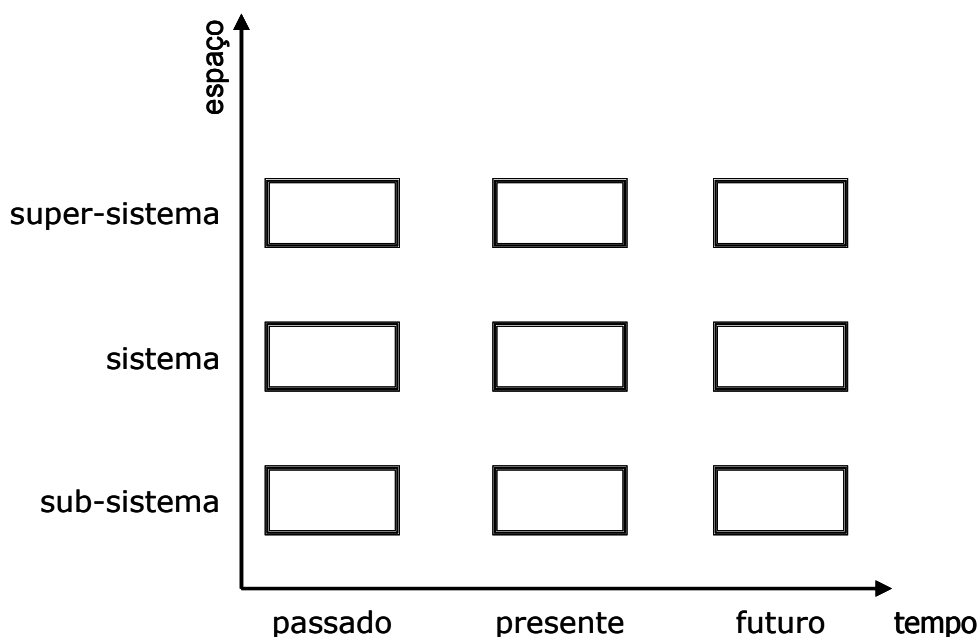 espaço
super-sistema
sistema
sub-sistema
passado presente futuro tempo